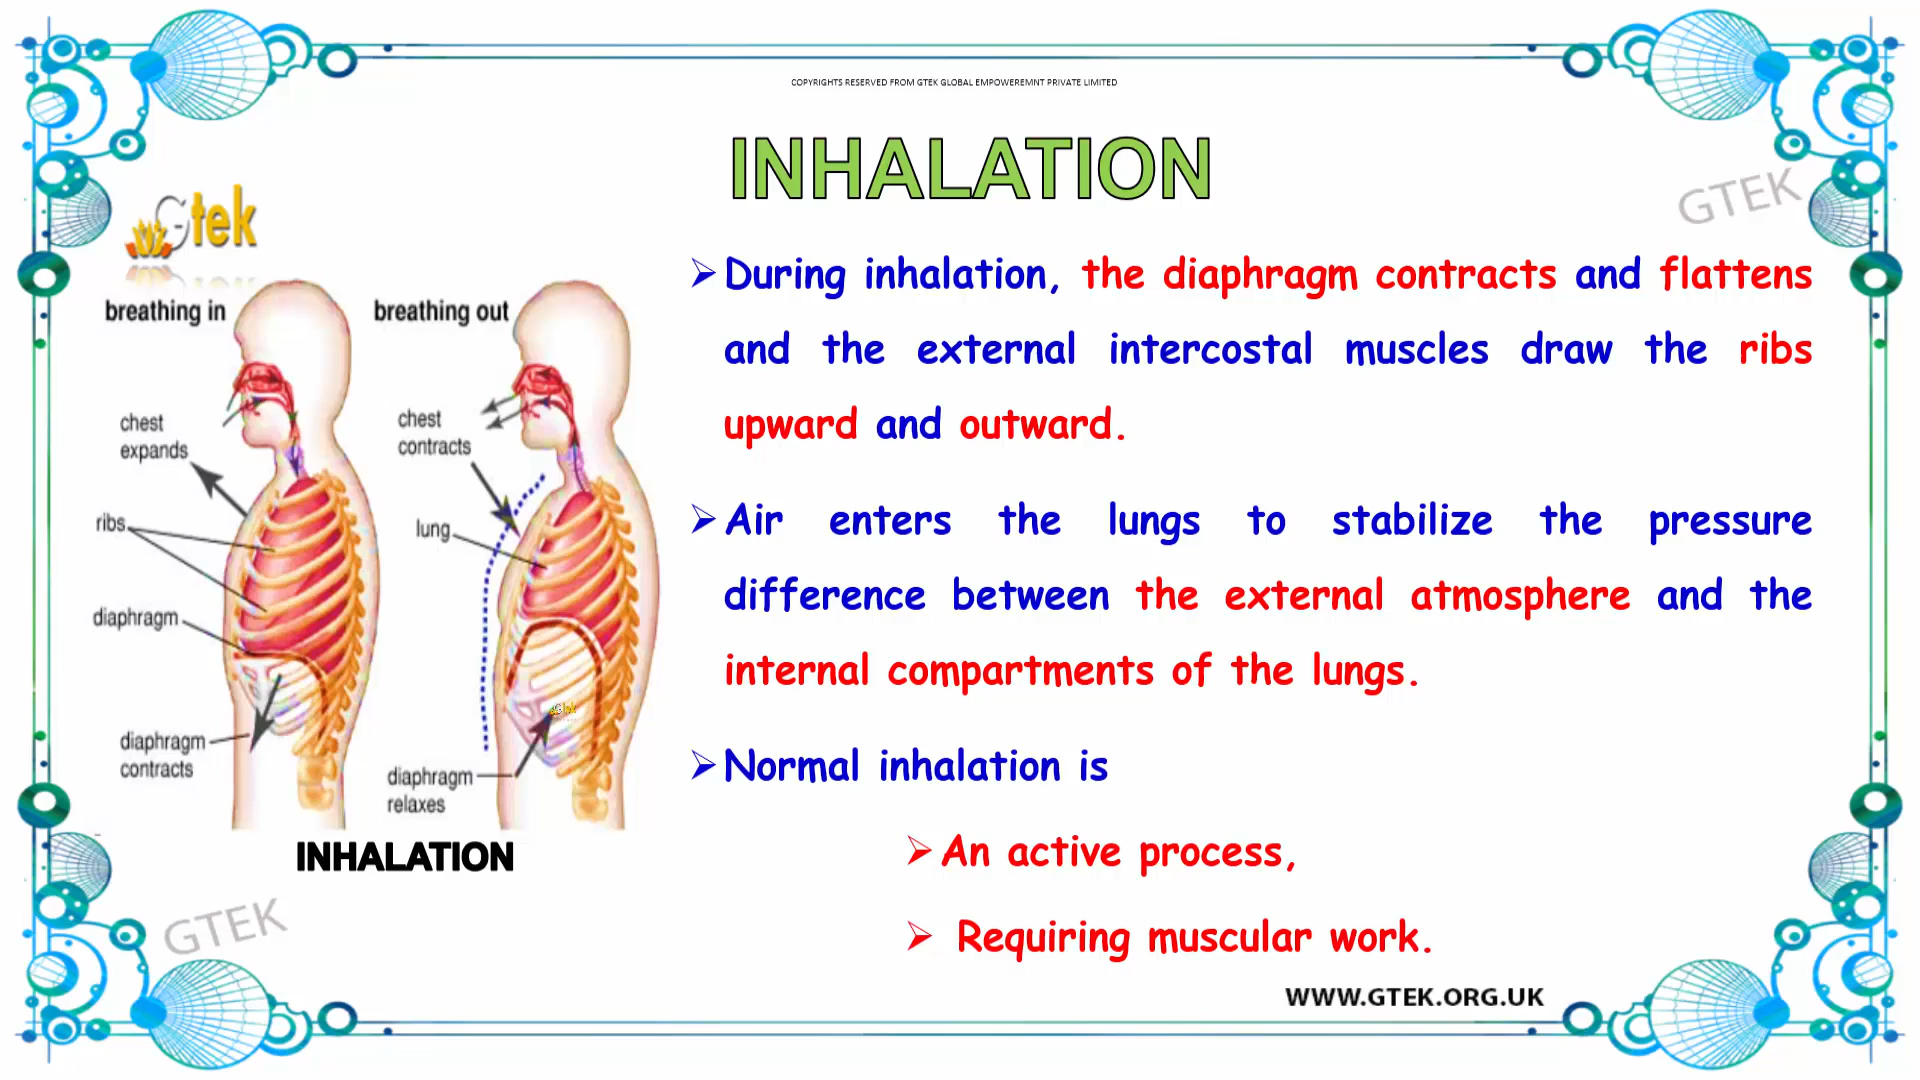 COPYRIGHTS RESERVED FROM GTEK GLOBAL EMPOWEREMNT PRIVATE LIMITED
INHALATION
GTEK
Gtek
During inhalation, the diaphragm contracts and flattens
and the external intercostal muscles draw the ribs
upward and outward.
Air enters the lungs to stabilize the pressure
difference between the external atmosphere and the
internal compartments of the lungs.
Normal inhalation is
An active process,
Requiring muscular work.
breathing in
breathing out
chest
expands
chest
contracts
ribs
lung
diaphragm
diaphragm
contracts
diaphragm
relaxes
Gtek
INHALATION
GTEK
WWW.GTEK.ORG.UK